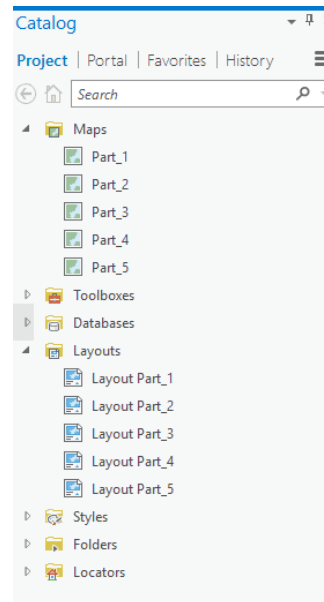 Catalog
Project | Portal | Favorites | History
Search
Maps
Part_1
Part_2
Part_3
Part_4
Part_5
Toolboxes
Databases
Layouts
Layout Part_1
Layout Part_2
Layout Part_3
Layout Part_4
Layout Part_5
Styles
Folders
Locators